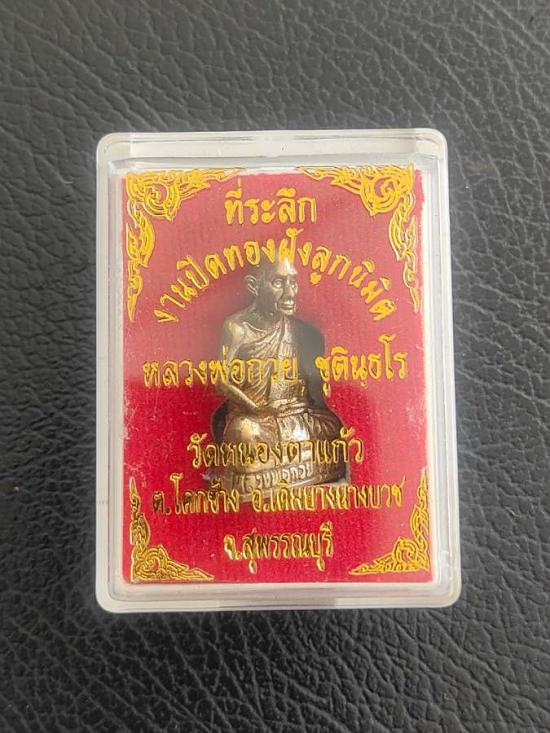 ที่ระลึก
งานปิดทองฝังลูกนิมิต
หลวงพ่อกวย ชุตินฺธโร
วัดหนองตาแก้ว
ต.โคกช้าง อ.เดิมบางนางบวช
จ.สุพรรณบุรี